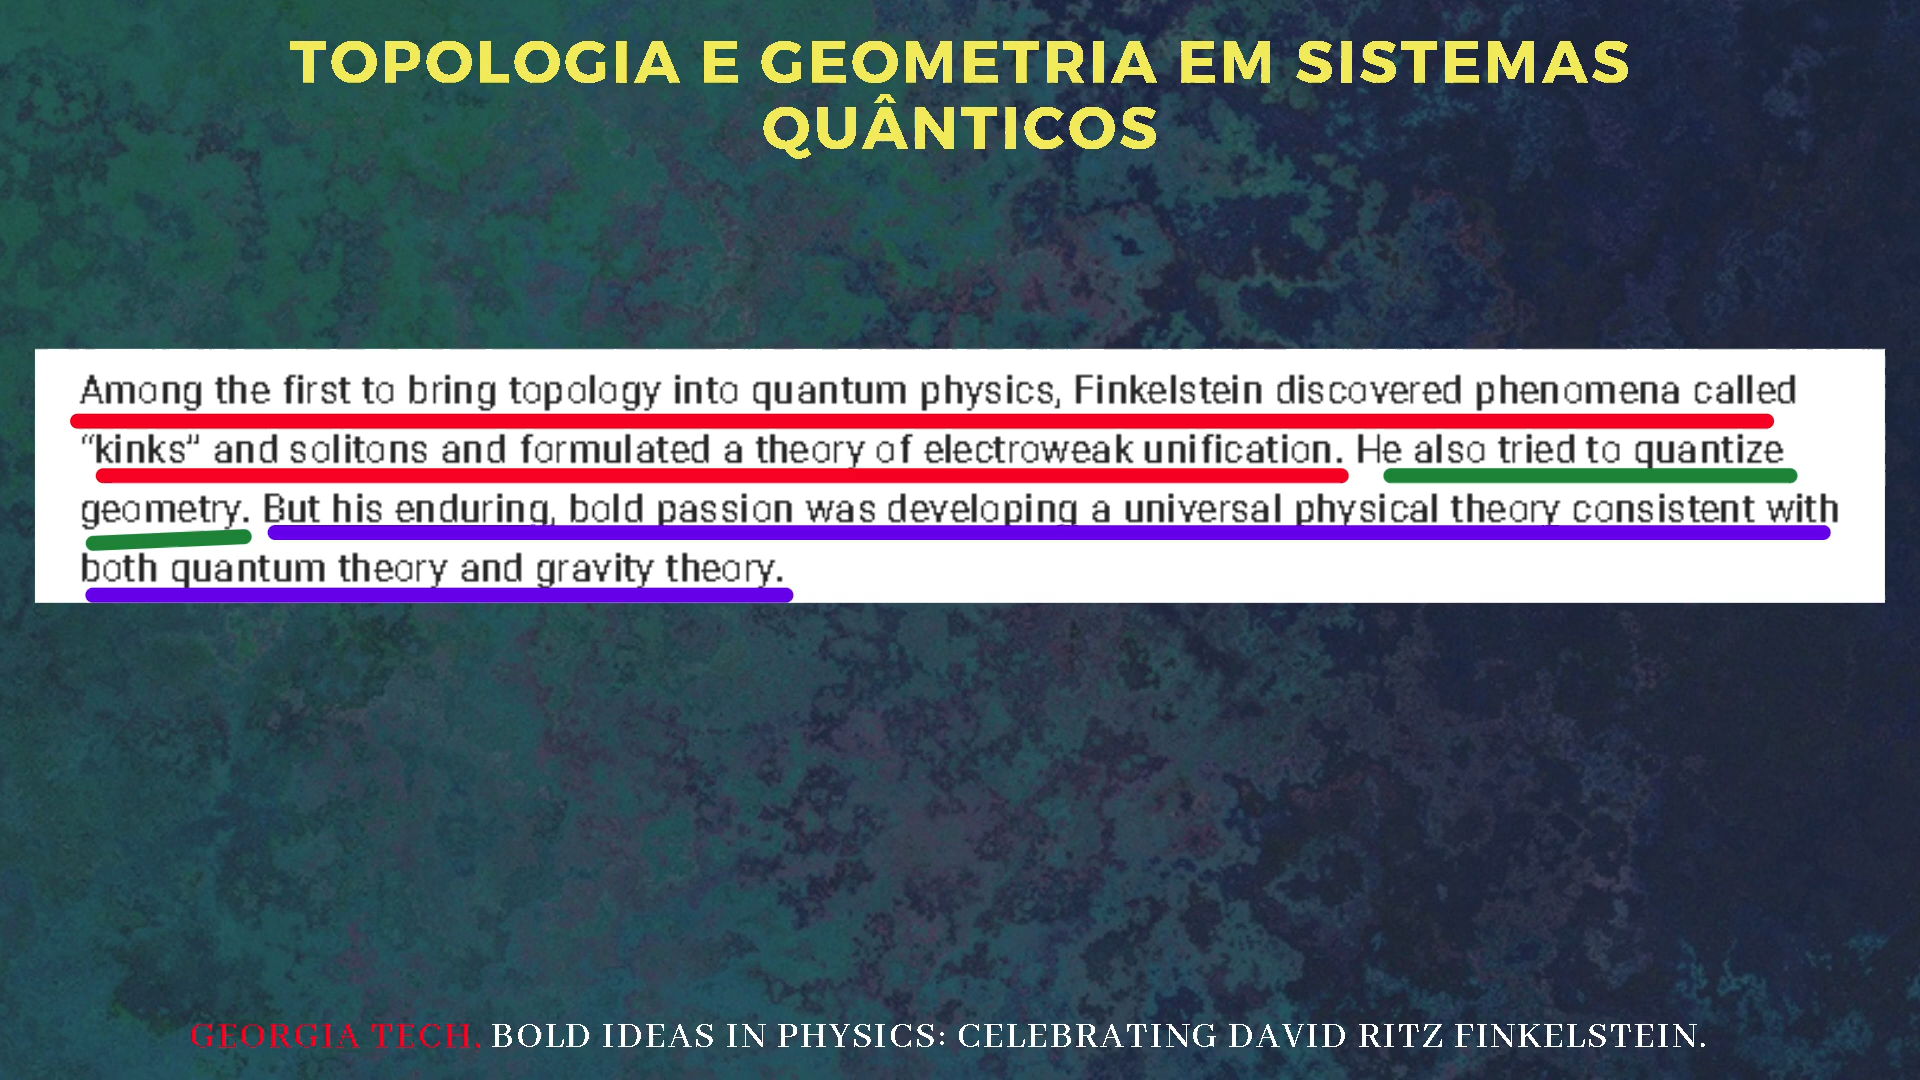 TOPOLOGIA E GEOMETRIA EM SISTEMAS
QUÂNTICOS
Among the first to bring topology into quantum physics, Finkelstein discovered phenomena called
“kinks” and solitons and formulated a theory of electroweak unification. He also tried to quantize
geometry. But his enduring, bold passion was developing a universal physical theory consistent with
both quantum theory and gravity theory.
GEORGIA TECH. BOLD IDEAS IN PHYSICS: CELEBRATING DAVID RITZ FINKELSTEIN.